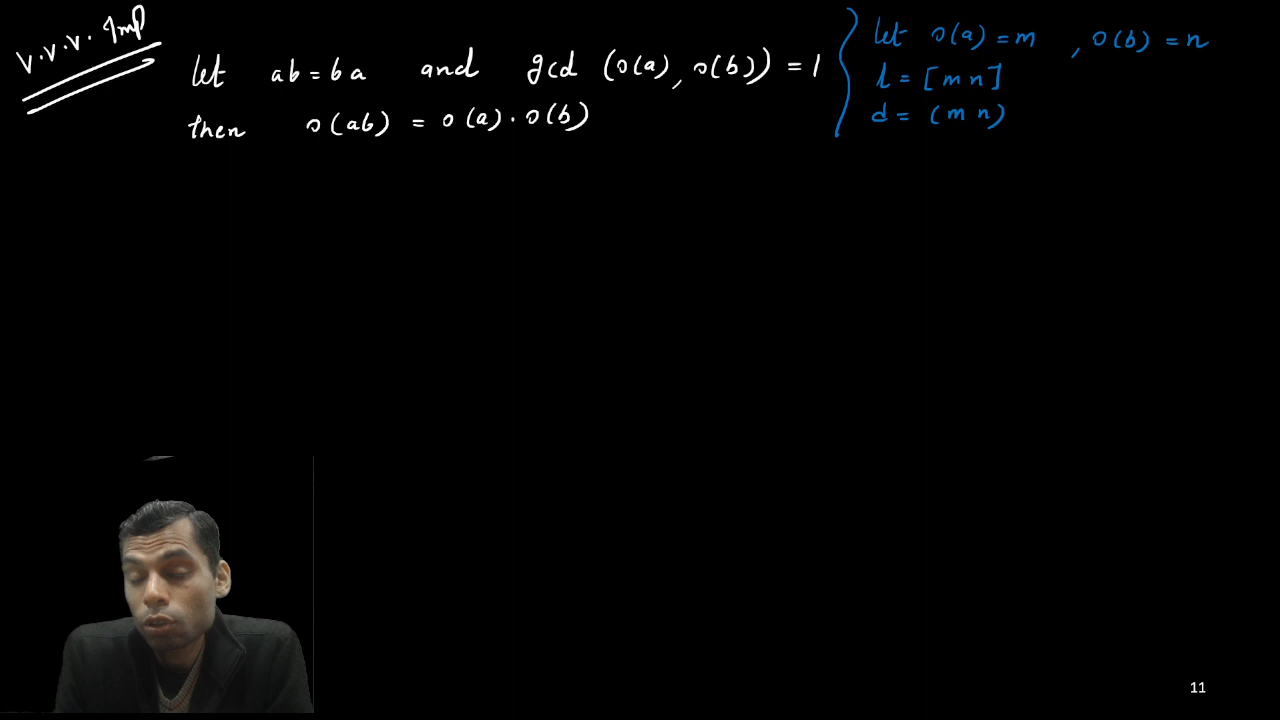 V.V.V. Imp
let ab = ba and gcd (o(a), o(b)) = 1
then o(ab) = o(a) . o(b)
let o(a) = m , o(b) = n
l = [m n]
d = (m n)
11